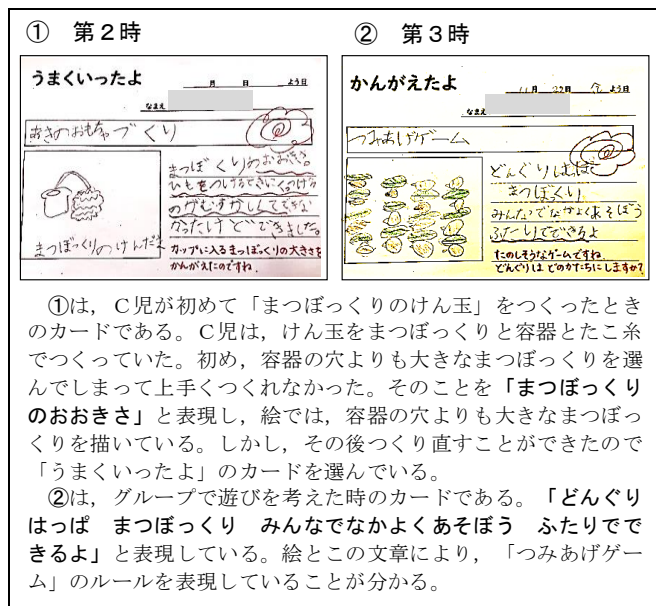 ① 第2時
② 第3時
うまくいったよ
月 日 ようび
なまえ
あきのおもちゃづくり
まつぼっくりのおおきさ。
ひもをつけるときにくっつける
のがむずかしくてできな
かったけどできました。
カップに入るまつぼっくりの大きさを
かんがえたのですね。
まつぼっくりのけんだま
かんがえたよ
11月 22日 金ようび
なまえ
つみあげゲーム
どんぐりはっぱ
まつぼっくり
みんなでなかよくあそぼう
ふたりでできるよ
たのしそうなゲームですね。
どんぐりは どのかたちにしますか?
①は,C児が初めて「まつぼっくりのけん玉」をつくったとき
のカードである。C児は,けん玉をまつぼっくりと容器とたこ糸
でつくっていた。初め,容器の穴よりも大きなまつぼっくりを選
んでしまって上手くつくれなかった。そのことを「まつぼっくり
のおおきさ」と表現し,絵では,容器の穴よりも大きなまつぼっ
くりを描いている。しかし,その後つくり直すことができたので
「うまくいったよ」のカードを選んでいる。
②は,グループで遊びを考えた時のカードである。「どんぐり
はっぱ まつぼっくり みんなでなかよくあそぼう ふたりでで
きるよ」と表現している。絵とこの文章により,「つみあげゲー
ム」のルールを表現していることが分かる。